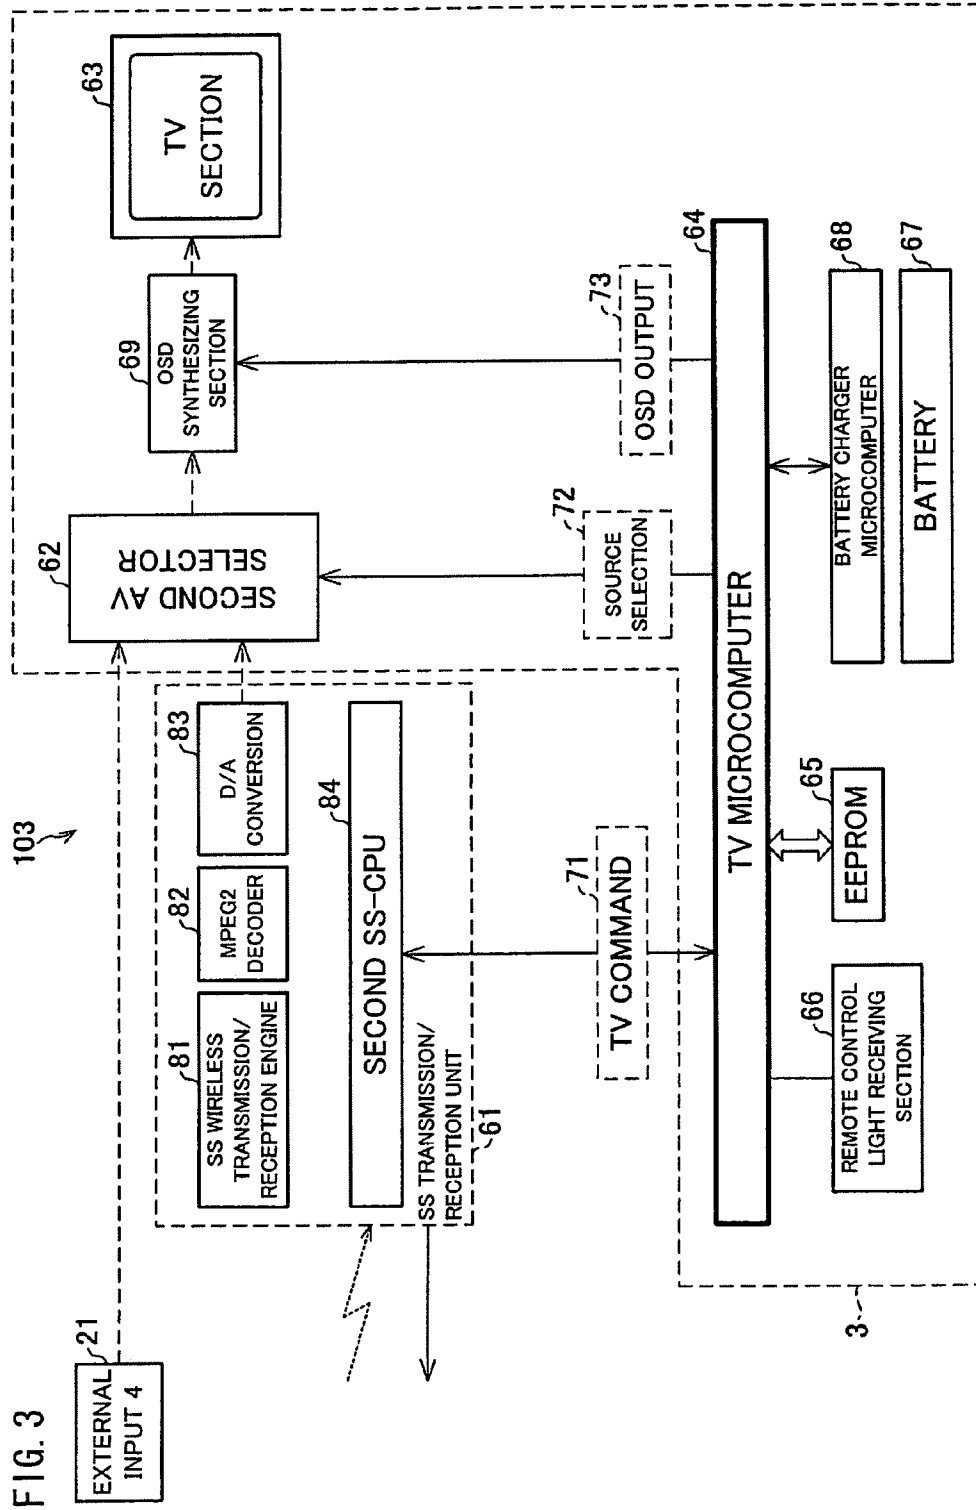 FIG. 3
103
21
EXTERNAL
INPUT 4
62
SECOND AV
SELECTOR
69
OSD
SYNTHESIZING
SECTION
63
TV
SECTION
81
SS WIRELESS
TRANSMISSION/
RECEPTION ENGINE
82
MPEG2
DECODER
83
D/A
CONVERSION
84
SECOND SS-CPU
SS TRANSMISSION/
RECEPTION UNIT
61
71
TV COMMAND
72
SOURCE
SELECTION
73
OSD OUTPUT
64
TV MICROCOMPUTER
66
REMOTE CONTROL
LIGHT RECEIVING
SECTION
65
EEPROM
68
BATTERY CHARGER
MICROCOMPUTER
67
BATTERY
3